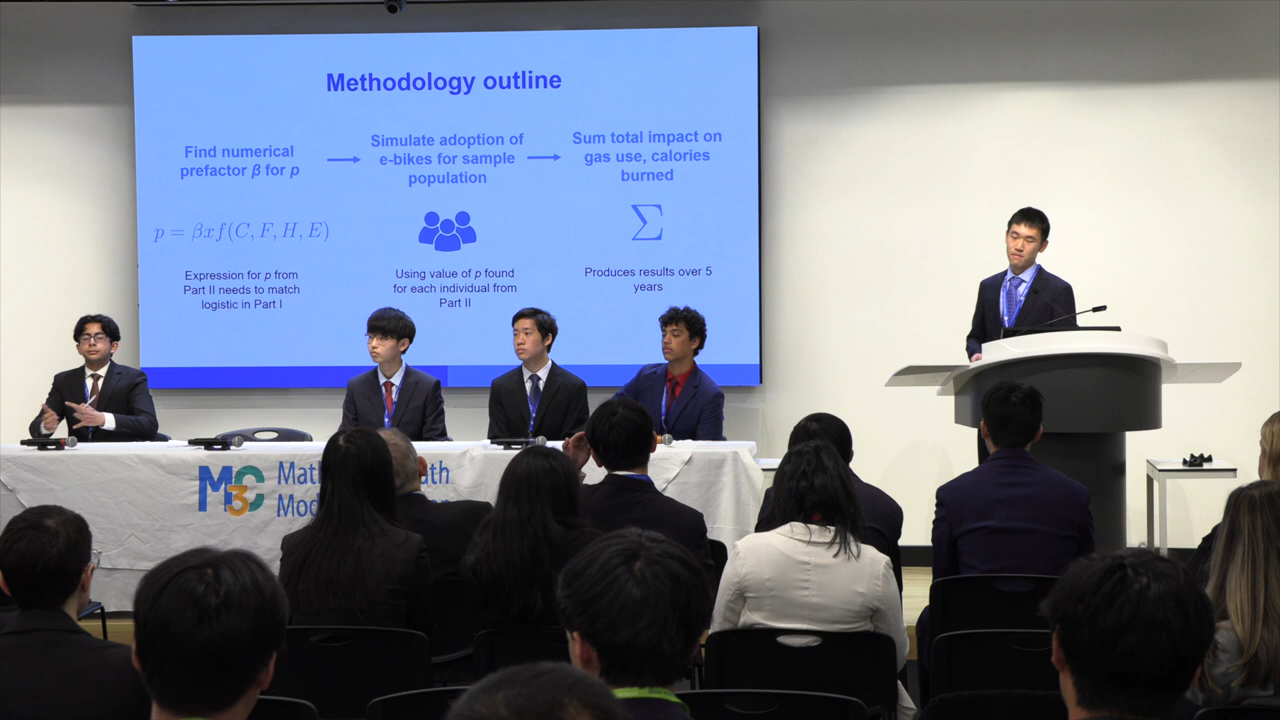 Methodology outline
Find numerical
prefactor β for p
Simulate adoption of
e-bikes for sample
population
Sum total impact on
gas use, calories
burned
p = βxf(C, F, H, E)
Σ
Expression for p from
Part II needs to match
logistic in Part I
Using value of p found
for each individual from
Part II
Produces results over 5
years
M3C
Math
Mod